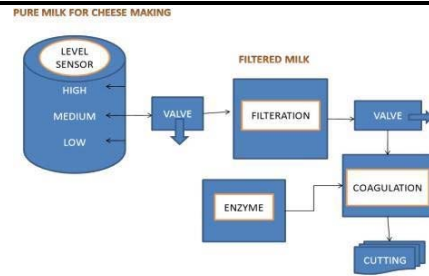 PURE MILK FOR CHEESE MAKING
LEVEL
SENSOR
HIGH
MEDIUM
LOW
VALVE
FILTERED MILK
FILTERATION
VALVE
ENZYME
COAGULATION
CUTTING